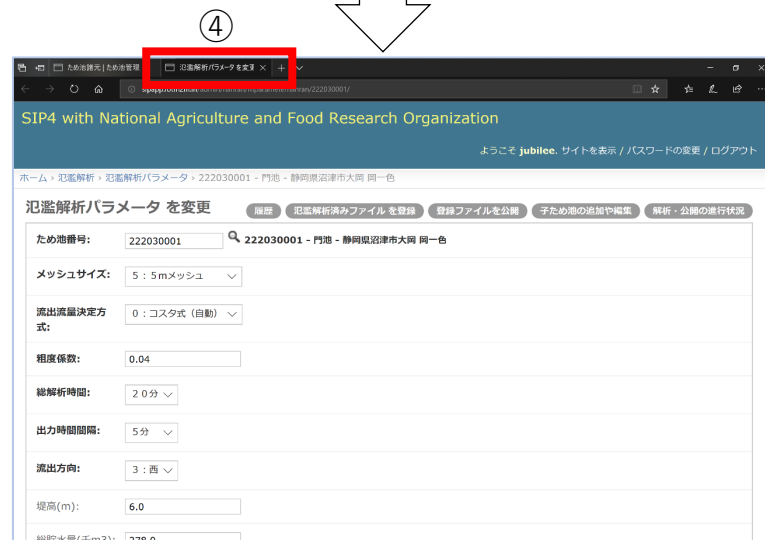 ④
ため池諸元 | ため池管理
氾濫解析パラメータ を変更
SIP4 with National Agriculture and Food Research Organization
ようこそ jubilee. サイトを表示 / パスワードの変更 / ログアウト
ホーム › 氾濫解析 › 氾濫解析パラメータ › 222030001 - 門池 - 静岡県沼津市大岡 岡一色
氾濫解析パラメータ を変更
履歴 氾濫解析済みファイル を登録 登録ファイルを公開 子ため池の追加や編集 解析・公開の進行状況
ため池番号: 222030001 222030001 - 門池 - 静岡県沼津市大岡 岡一色
メッシュサイズ: 5：5mメッシュ
流出流量決定方
式:
0：コスタ式（自動）
粗度係数: 0.04
総解析時間: 20分
出力時間間隔: 5分
流出方向: 3：西
堤高(m): 6.0
総貯水量(千m3): 278.0